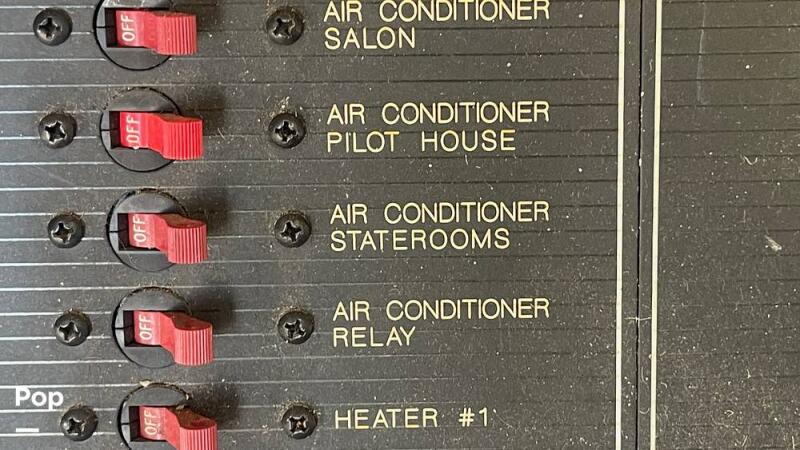 OFF AIR CONDITIONER
SALON
OFF AIR CONDITIONER
PILOT HOUSE
OFF AIR CONDITIONER
STATEROOMS
OFF AIR CONDITIONER
RELAY
Pop
OFF HEATER #1